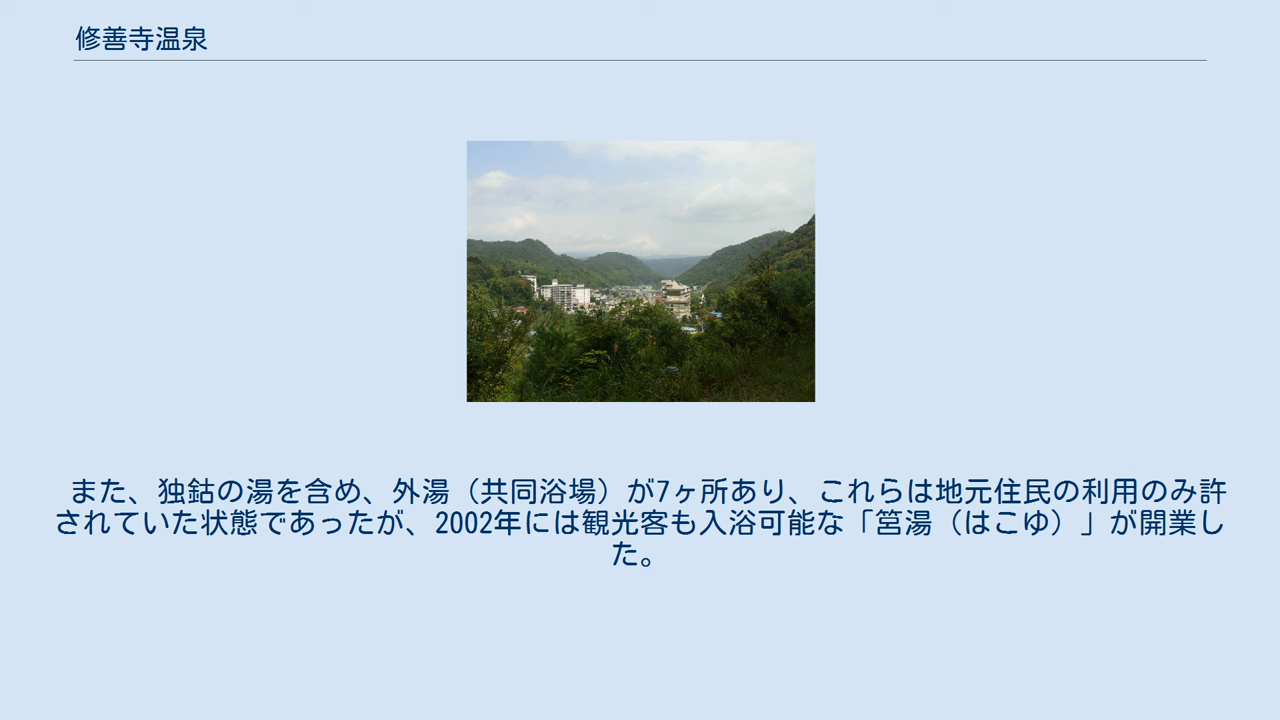 修善寺温泉
また、独鈷の湯を含め、外湯（共同浴場）が7ヶ所あり、これらは地元住民の利用のみ許
されていた状態であったが、2002年には観光客も入浴可能な「筥湯（はこゆ）」が開業し
た。